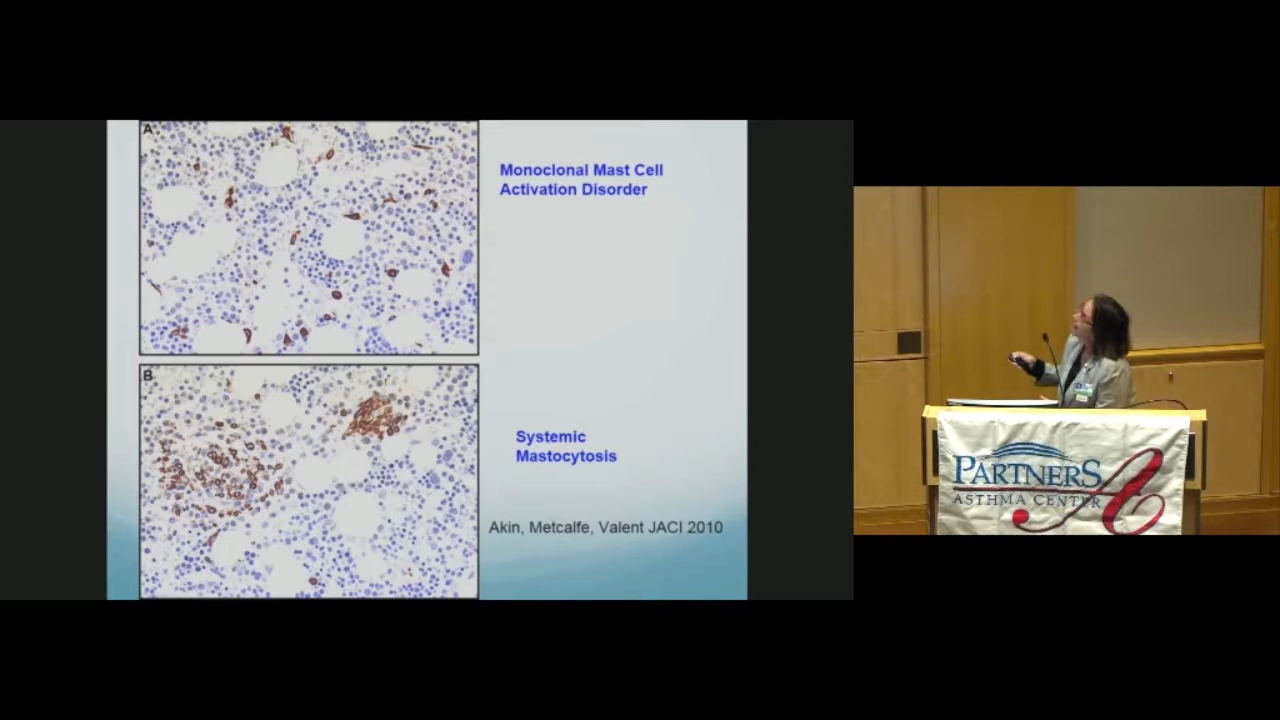 A
Monoclonal Mast Cell
Activation Disorder
B
Systemic
Mastocytosis
Akin, Metcalfe, Valent JACI 2010
PARTNERS
ASTHMA CENTER
A